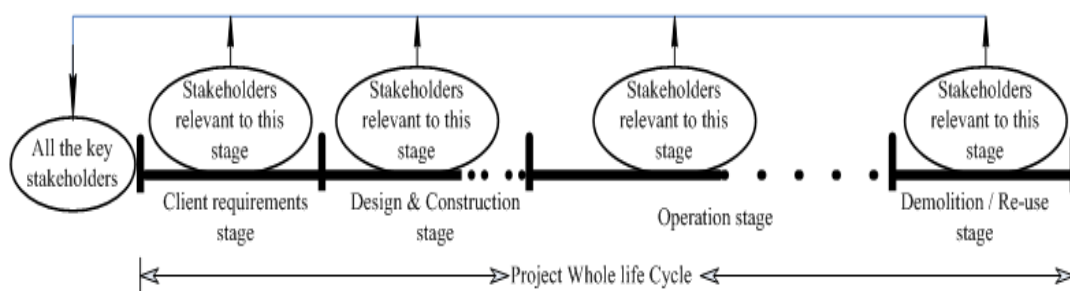 All the key
stakeholders
Stakeholders
relevant to this
stage
Stakeholders
relevant to this
stage
Stakeholders
relevant to this
stage
Stakeholders
relevant to this
stage
Client requirements
stage
Design & Construction
stage
Operation stage
Demolition / Re-use
stage
Project Whole life Cycle